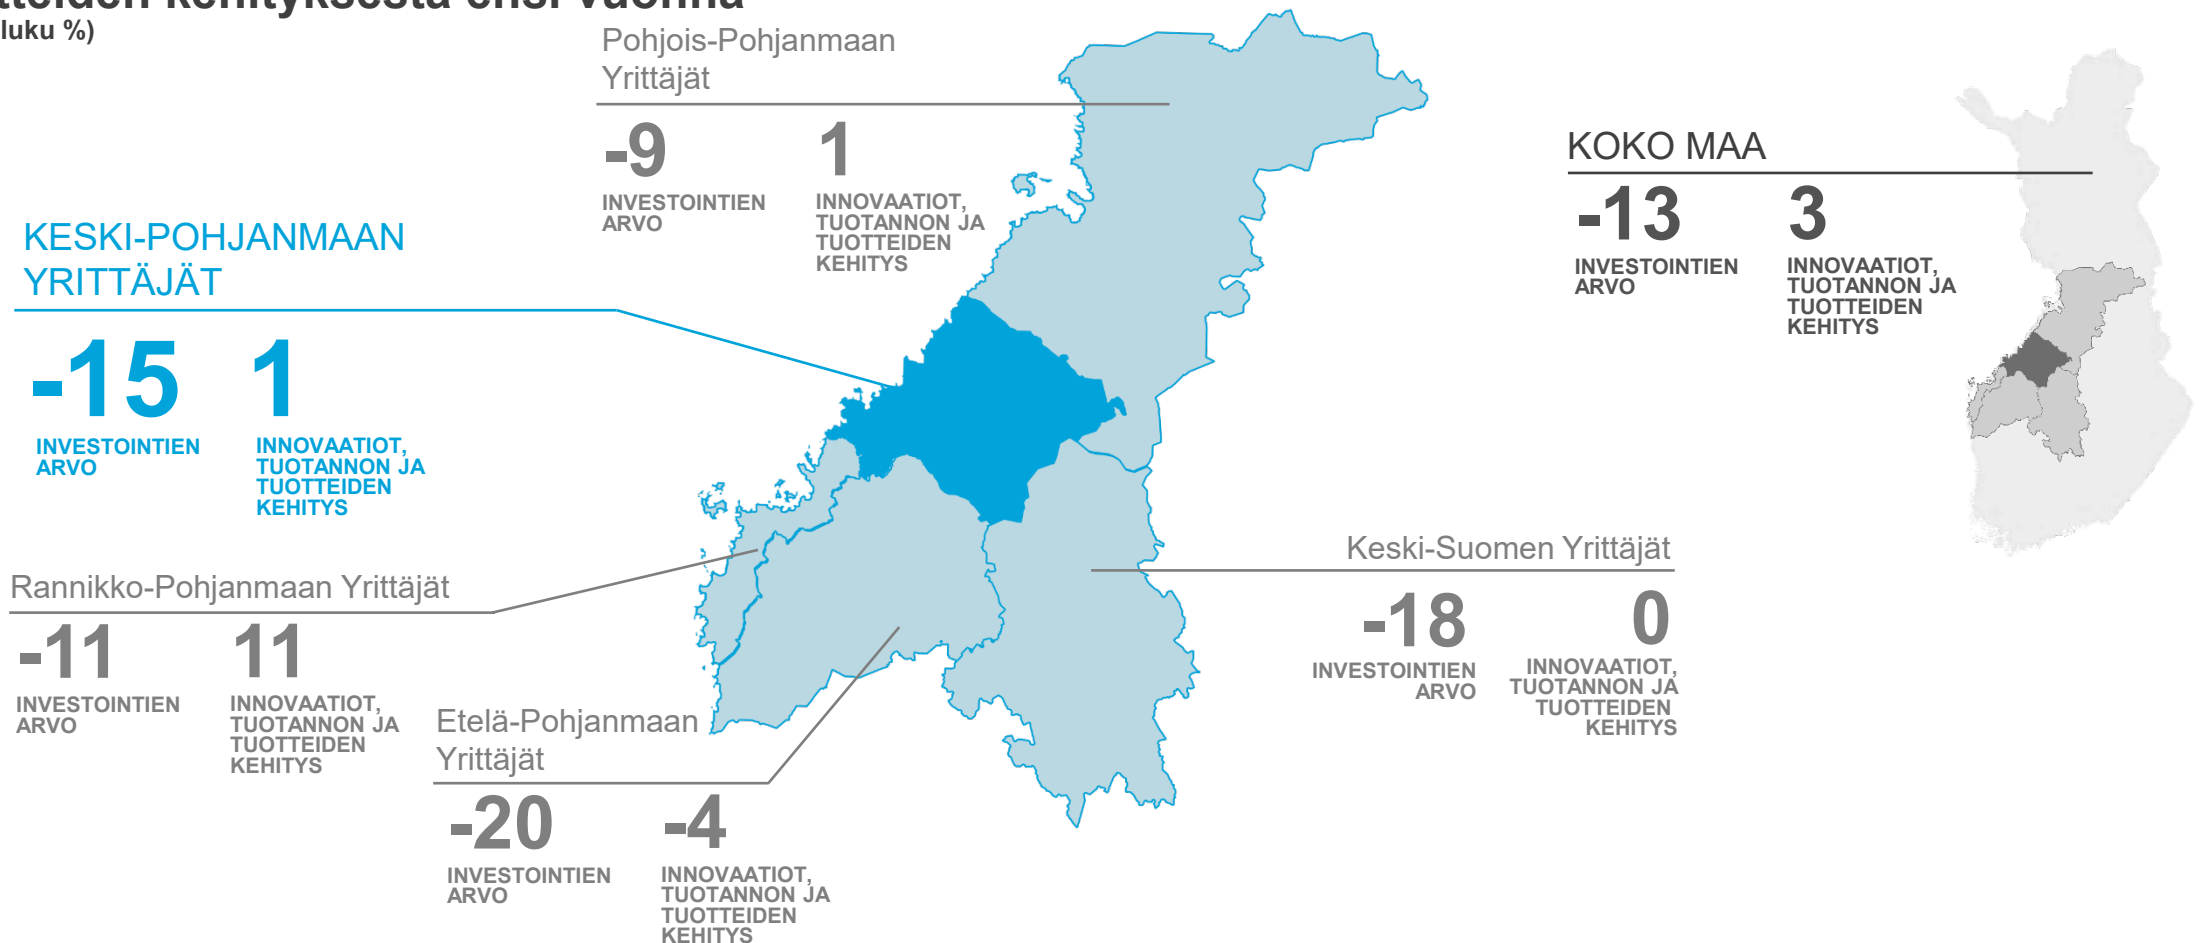 kehityksestä ensi vuonna
luku %)
Pohjois-Pohjanmaan
Yrittäjät
-9
1
INVESTOINTIEN
ARVO
INNOVAATIOT,
TUOTANNON JA
TUOTTEIDEN
KEHITYS
KOKO MAA
-13
3
INVESTOINTIEN
ARVO
INNOVAATIOT,
TUOTANNON JA
TUOTTEIDEN
KEHITYS
KESKI-POHJANMAAN
YRITTÄJÄT
-15
1
INVESTOINTIEN
ARVO
INNOVAATIOT,
TUOTANNON JA
TUOTTEIDEN
KEHITYS
Rannikko-Pohjanmaan Yrittäjät
-11
11
INVESTOINTIEN
ARVO
INNOVAATIOT,
TUOTANNON JA
TUOTTEIDEN
KEHITYS
Keski-Suomen Yrittäjät
-18
0
INVESTOINTIEN
ARVO
INNOVAATIOT,
TUOTANNON JA
TUOTTEIDEN
KEHITYS
Etelä-Pohjanmaan
Yrittäjät
-20
-4
INVESTOINTIEN
ARVO
INNOVAATIOT,
TUOTANNON JA
TUOTTEIDEN
KEHITYS